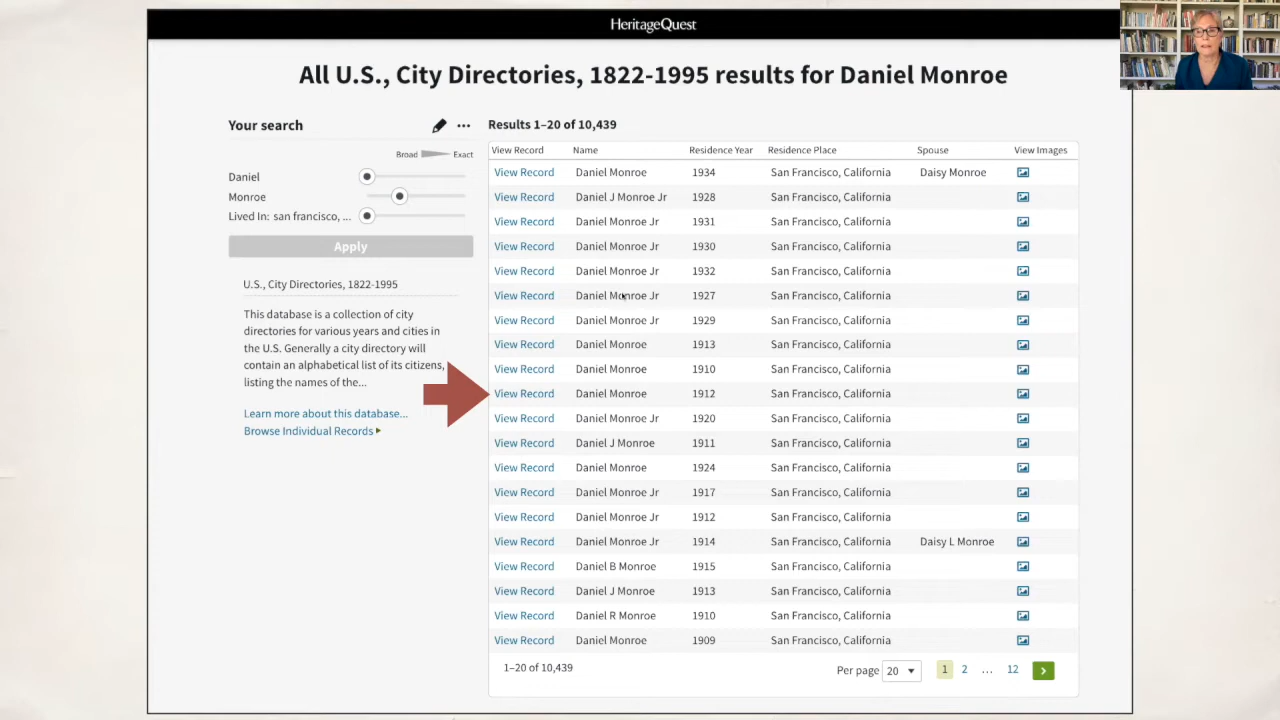 HeritageQuest
All U.S., City Directories, 1822-1995 results for Daniel Monroe
Your search
Broad Exact
Daniel
Monroe
Lived In: san francisco, ...
Apply
U.S., City Directories, 1822-1995
This database is a collection of city
directories for various years and cities in
the U.S. Generally a city directory will
contain an alphabetical list of its citizens,
listing the names of the...
Learn more about this database...
Browse Individual Records
Results 1–20 of 10,439
View Record Name Residence Year Residence Place Spouse View Images
View Record Daniel Monroe 1934 San Francisco, California Daisy Monroe
View Record Daniel J Monroe Jr 1928 San Francisco, California
View Record Daniel Monroe Jr 1931 San Francisco, California
View Record Daniel Monroe Jr 1930 San Francisco, California
View Record Daniel Monroe Jr 1932 San Francisco, California
View Record Daniel Monroe Jr 1927 San Francisco, California
View Record Daniel Monroe Jr 1929 San Francisco, California
View Record Daniel Monroe 1913 San Francisco, California
View Record Daniel Monroe 1910 San Francisco, California
View Record Daniel Monroe 1912 San Francisco, California
View Record Daniel Monroe Jr 1920 San Francisco, California
View Record Daniel J Monroe 1911 San Francisco, California
View Record Daniel Monroe 1924 San Francisco, California
View Record Daniel Monroe Jr 1917 San Francisco, California
View Record Daniel Monroe Jr 1912 San Francisco, California
View Record Daniel Monroe Jr 1914 San Francisco, California Daisy L Monroe
View Record Daniel B Monroe 1915 San Francisco, California
View Record Daniel J Monroe 1913 San Francisco, California
View Record Daniel R Monroe 1910 San Francisco, California
View Record Daniel Monroe 1909 San Francisco, California
1–20 of 10,439 Per page 20 1 2 ... 12